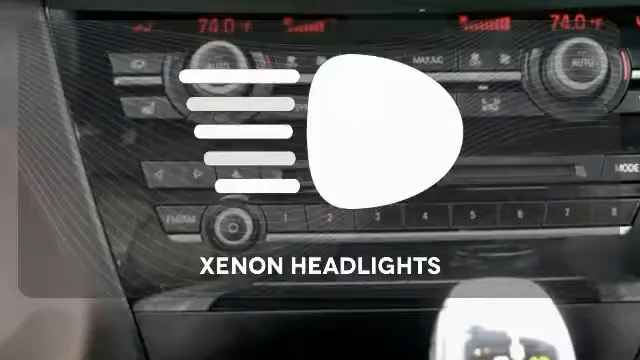 74.0 °F 74.0 °F
AUTO MAX A/C AUTO
MODE
FM/AM 1 2 3 4 5 6 7 8
XENON HEADLIGHTS